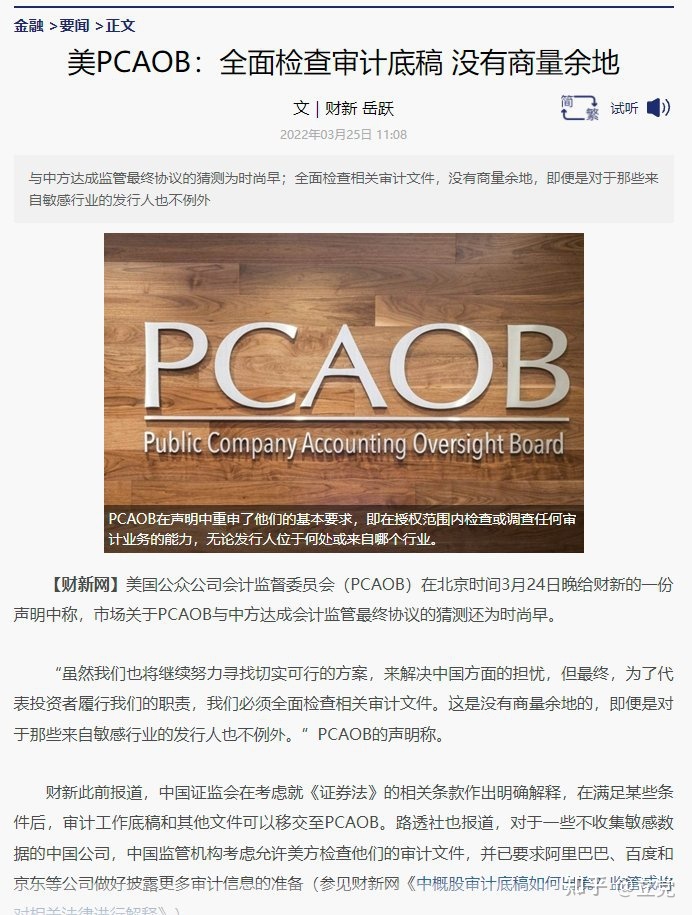 金融 >要闻 >正文
美PCAOB：全面检查审计底稿 没有商量余地
文 | 财新 岳跃
简
繁
试听
2022年03月25日 11:08
与中方达成监管最终协议的猜测为时尚早；全面检查相关审计文件，没有商量余地，即便是对于那些来
自敏感行业的发行人也不例外
PCAOB
Public Company Accounting Oversight Board
PCAOB在声明中重申了他们的基本要求，即在授权范围内检查或调查任何审
计业务的能力，无论发行人位于何处或来自哪个行业。
【财新网】美国公众公司会计监督委员会（PCAOB）在北京时间3月24日晚给财新的一份
声明中称，市场关于PCAOB与中方达成会计监管最终协议的猜测还为时尚早。
“虽然我们也将继续努力寻找切实可行的方案，来解决中国方面的担忧，但最终，为了代
表投资者履行我们的职责，我们必须全面检查相关审计文件。这是没有商量余地的，即便是对
于那些来自敏感行业的发行人也不例外。”PCAOB的声明称。
财新此前报道，中国证监会在考虑就《证券法》的相关条款作出明确解释，在满足某些条
件后，审计工作底稿和其他文件可以移交至PCAOB。路透社也报道，对于一些不收集敏感数
据的中国公司，中国监管机构考虑允许美方检查他们的审计文件，并已要求阿里巴巴、百度和
京东等公司做好披露更多审计信息的准备（参见财新网《中概股审计底稿如何出
对相关法律进行解释》）
知乎